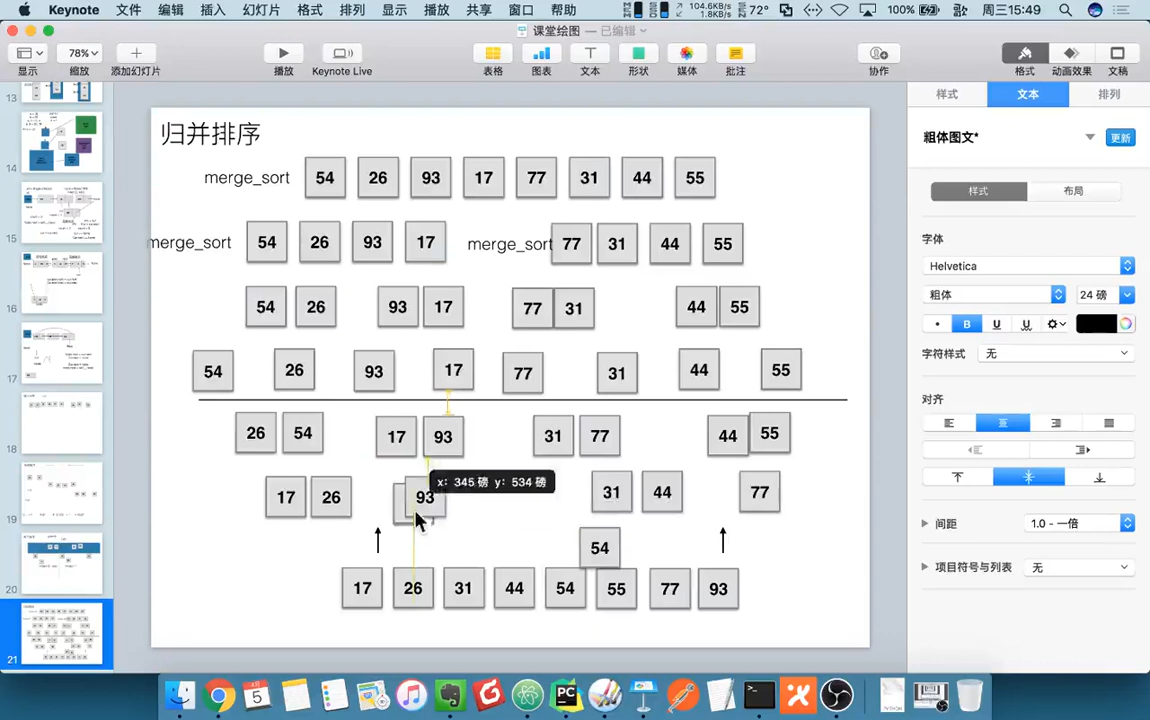 Keynote 文件 编辑 插入 幻灯片 格式 排列 显示 播放 共享 窗口 帮助 104.6KB/s 1.8KB/s 72° 100% 周三15:49
课堂绘图 — 已编辑
78%
显示 缩放 添加幻灯片 播放 Keynote Live 表格 图表 文本 形状 媒体 批注 协作 格式 动画效果 文稿
13
14
15
16
17
18
19
20
21
归并排序
merge_sort 54 26 93 17 77 31 44 55
merge_sort 54 26 93 17 merge_sort 77 31 44 55
54 26 93 17 77 31 44 55
54 26 93 17 77 31 44 55
26 54 17 93 31 77 44 55
x: 345 磅 y: 534 磅
17 26 93 31 44 77
54
17 26 31 44 54 55 77 93
样式 文本 排列
粗体图文* 更新
样式 布局
字体
Helvetica
粗体 24 磅
B U U
字符样式 无
对齐
间距 1.0 - 一倍
项目符号与列表 无
5
PC